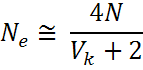 N_e ≅ 4N / (V_k + 2)